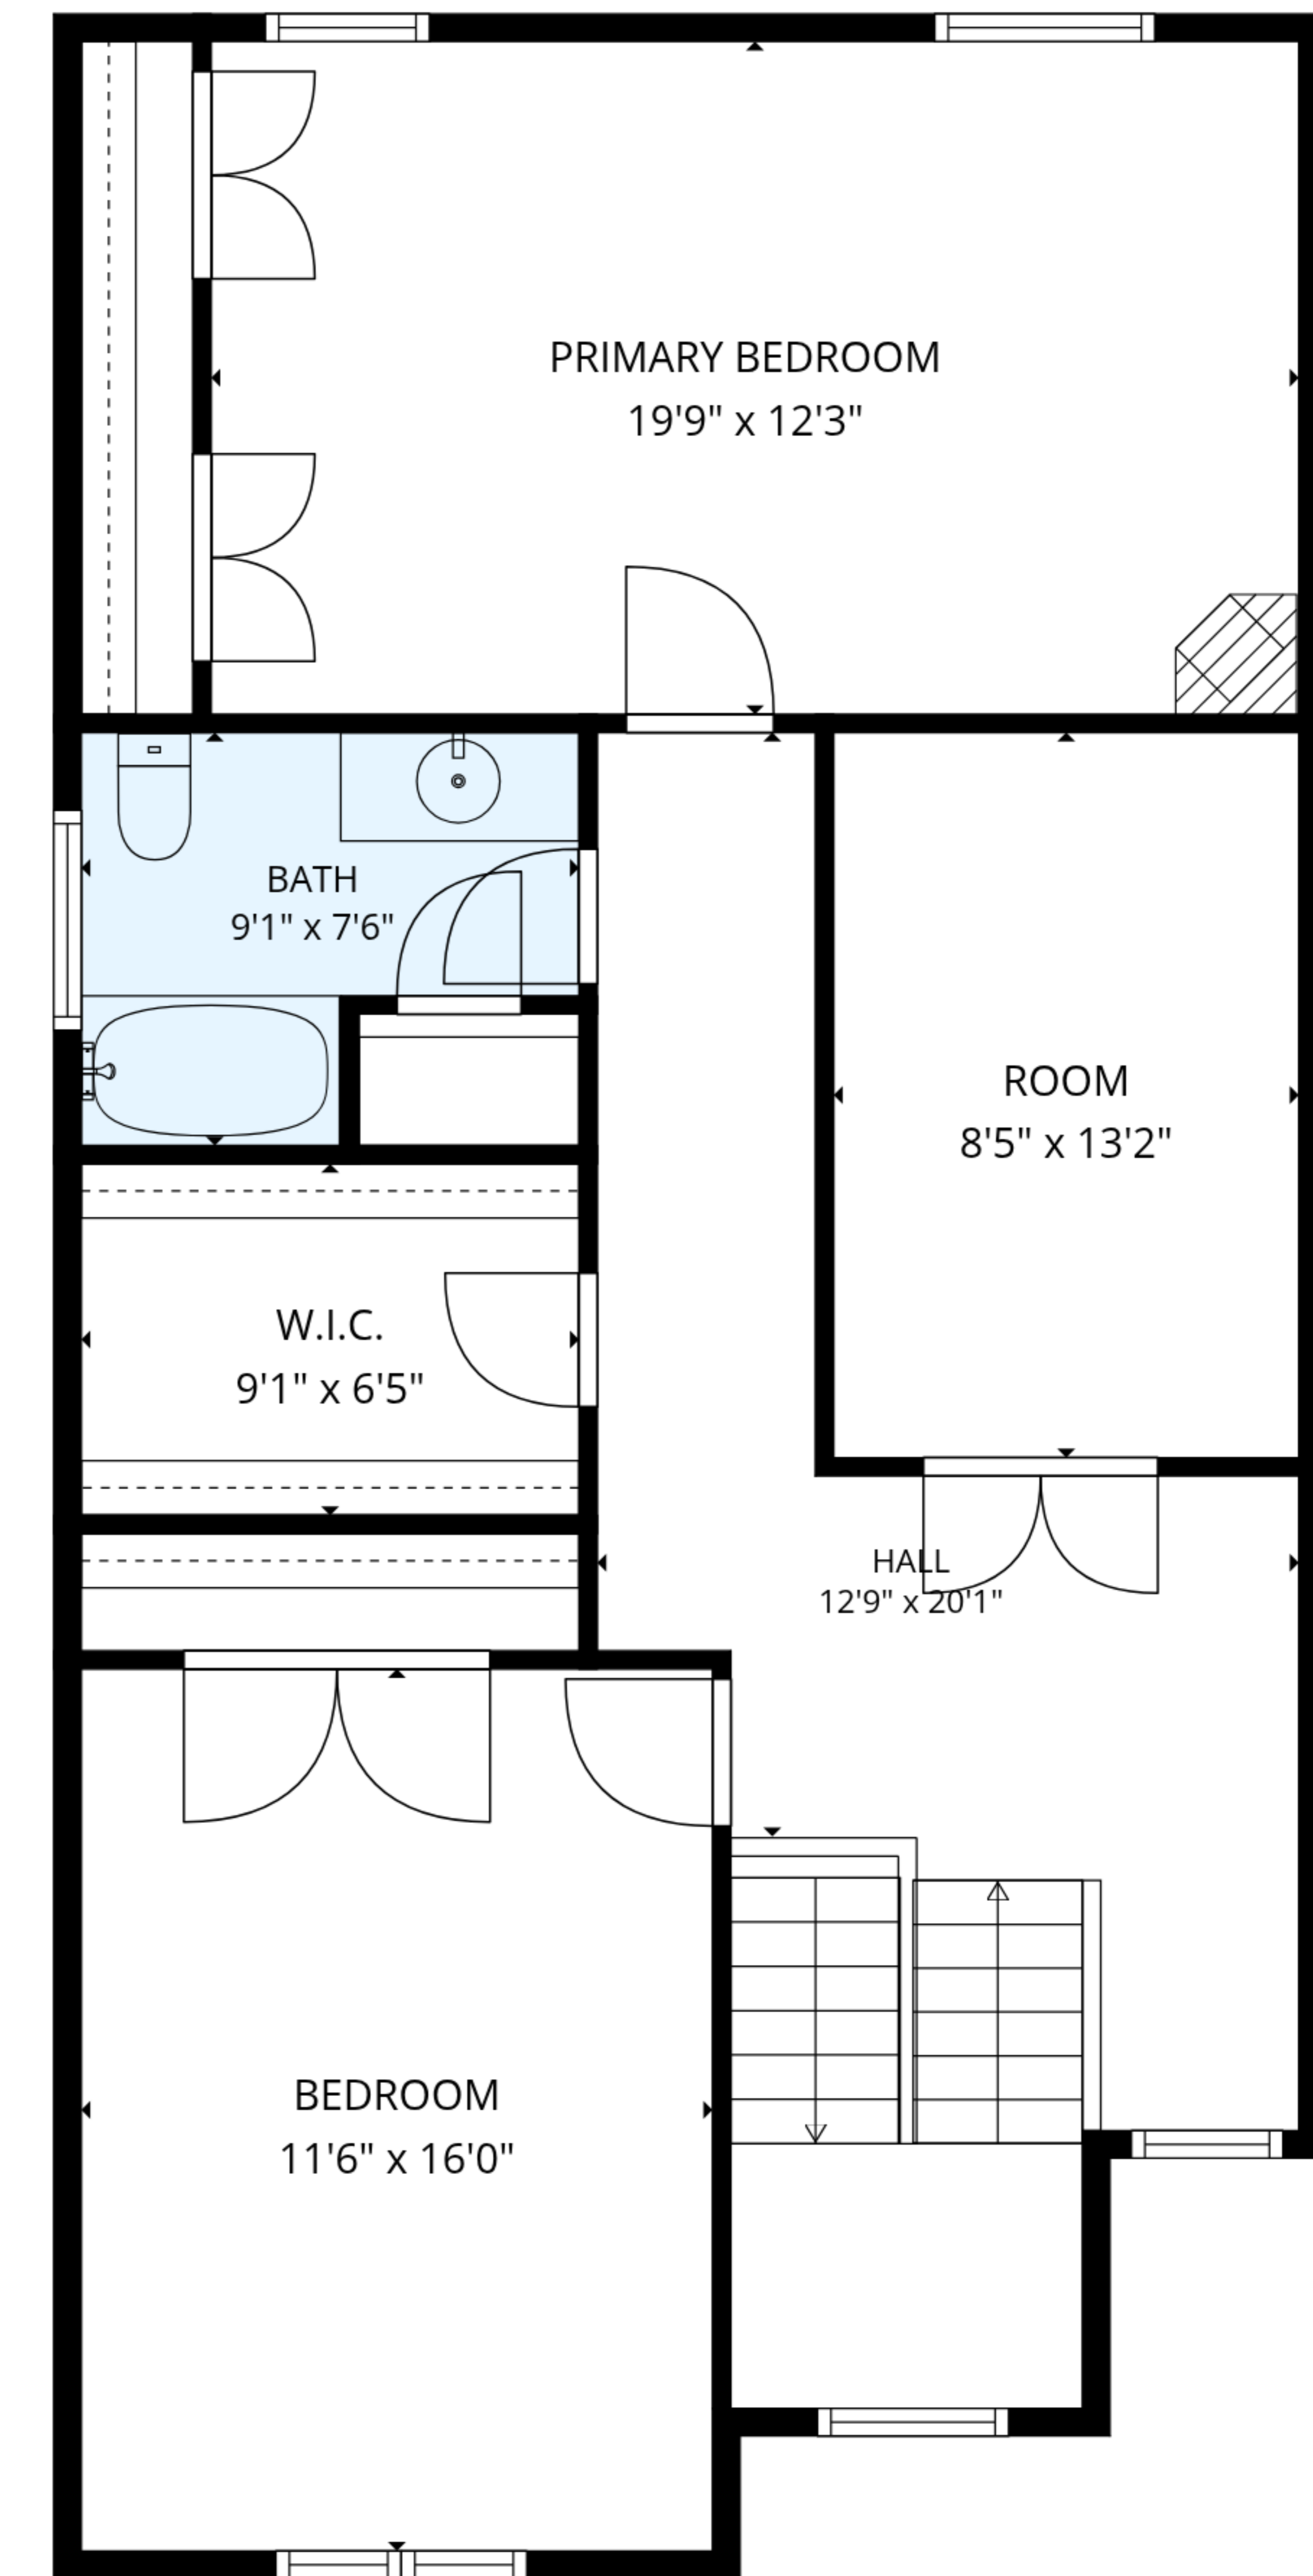 PRIMARY BEDROOM
19'9" x 12'3"
BATH
9'1" x 7'6"
ROOM
8'5" x 13'2"
W.I.C.
9'1" x 6'5"
HALL
12'9" x 20'1"
BEDROOM
11'6" x 16'0"